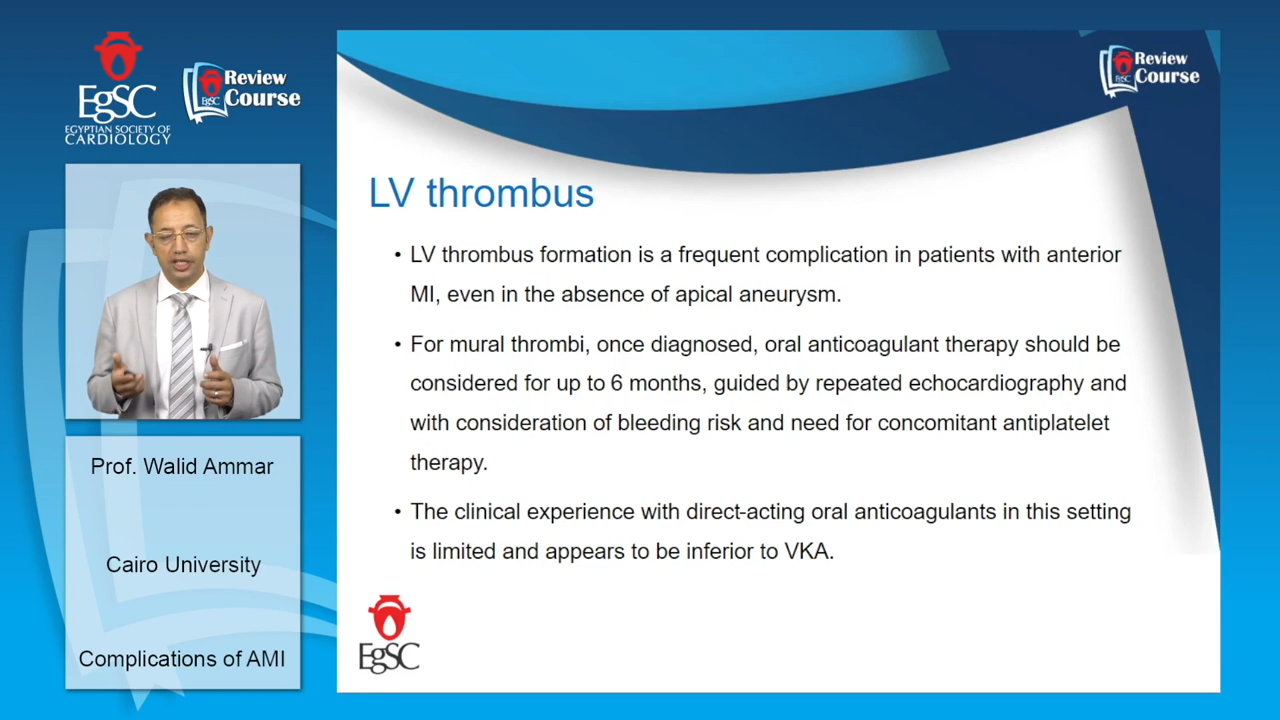 EgSC
EGYPTIAN SOCIETY OF
CARDIOLOGY
EgSC
Review
Course
Prof. Walid Ammar
Cairo University
Complications of AMI
EgSC
Review
Course
LV thrombus
• LV thrombus formation is a frequent complication in patients with anterior
MI, even in the absence of apical aneurysm.
• For mural thrombi, once diagnosed, oral anticoagulant therapy should be
considered for up to 6 months, guided by repeated echocardiography and
with consideration of bleeding risk and need for concomitant antiplatelet
therapy.
• The clinical experience with direct-acting oral anticoagulants in this setting
is limited and appears to be inferior to VKA.
EgSC